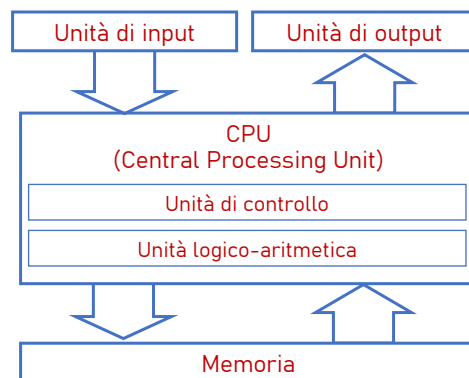 Unità di input
Unità di output
CPU
(Central Processing Unit)
Unità di controllo
Unità logico-aritmetica
Memoria